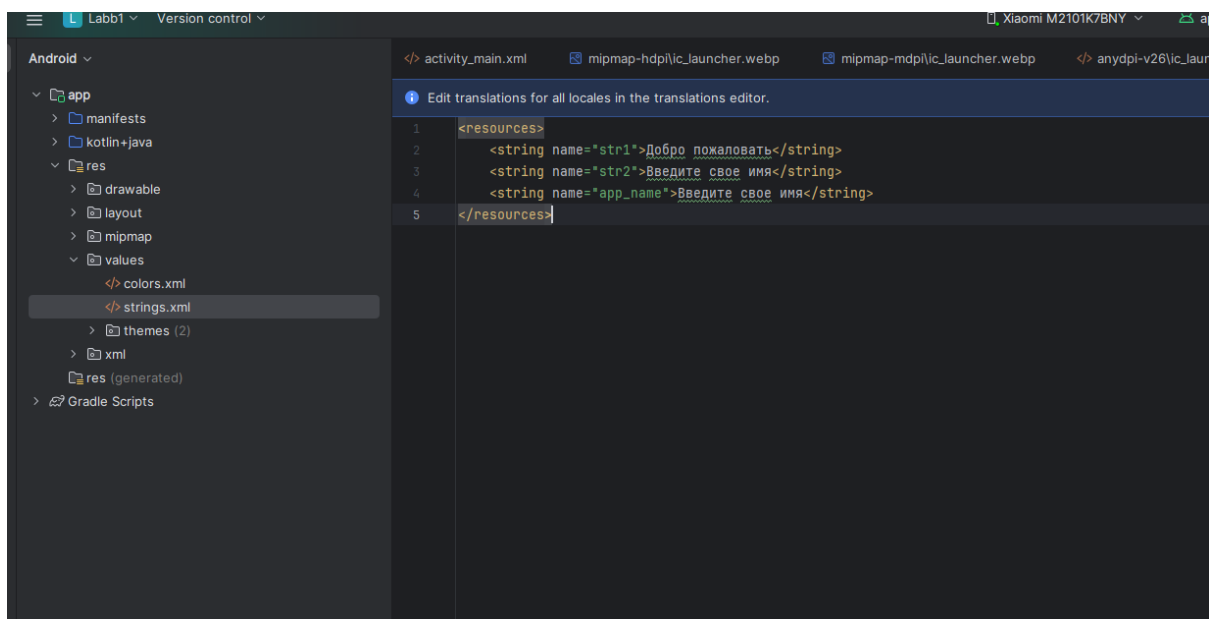 L Labb1 Version control Xiaomi M2101K7BNY
Android
activity_main.xml mipmap-hdpi\ic_launcher.webp mipmap-mdpi\ic_launcher.webp
app
Edit translations for all locales in the translations editor.
manifests
kotlin+java
res
drawable
layout
mipmap
values
colors.xml
strings.xml
themes (2)
xml
res (generated)
Gradle Scripts
1 <resources>
2 <string name="str1">Добро пожаловать</string>
3 <string name="str2">Введите свое имя</string>
4 <string name="app_name">Введите свое имя</string>
5 </resources>